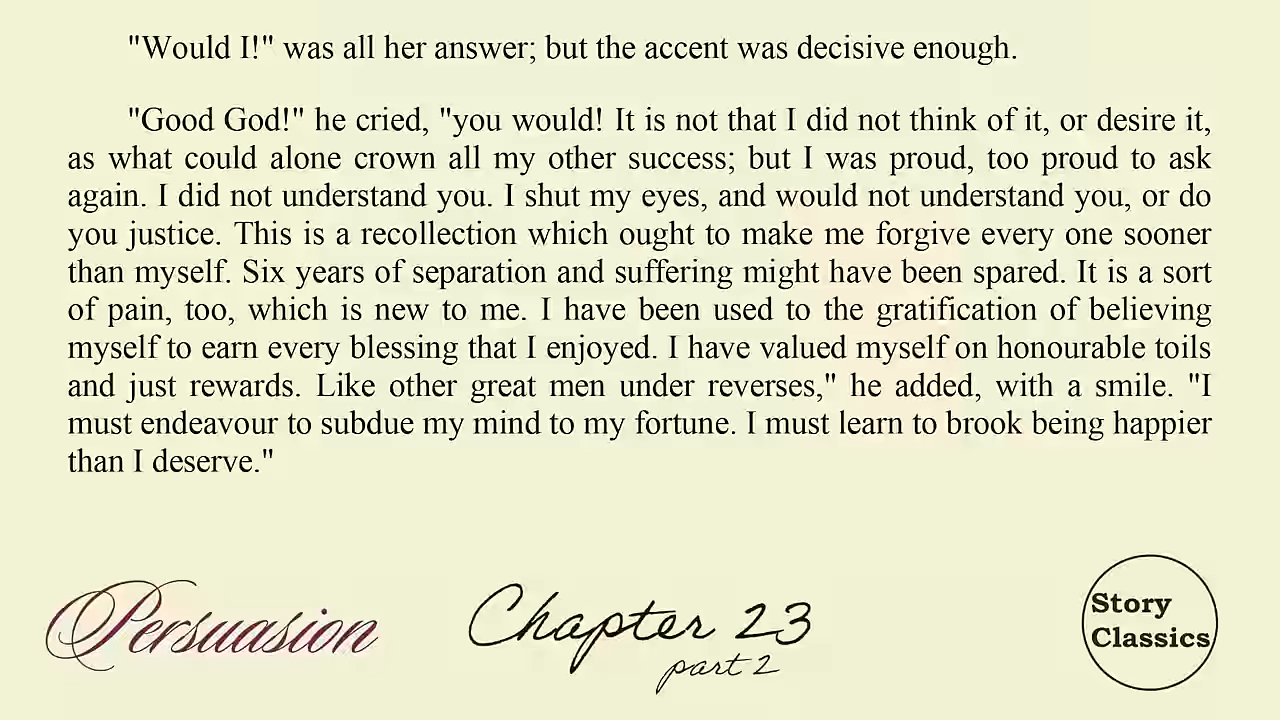 "Would I!" was all her answer; but the accent was decisive enough.
"Good God!" he cried, "you would! It is not that I did not think of it, or desire it,
as what could alone crown all my other success; but I was proud, too proud to ask
again. I did not understand you. I shut my eyes, and would not understand you, or do
you justice. This is a recollection which ought to make me forgive every one sooner
than myself. Six years of separation and suffering might have been spared. It is a sort
of pain, too, which is new to me. I have been used to the gratification of believing
myself to earn every blessing that I enjoyed. I have valued myself on honourable toils
and just rewards. Like other great men under reverses," he added, with a smile. "I
must endeavour to subdue my mind to my fortune. I must learn to brook being happier
than I deserve."
Persuasion
Chapter 23
part 2
Story
Classics